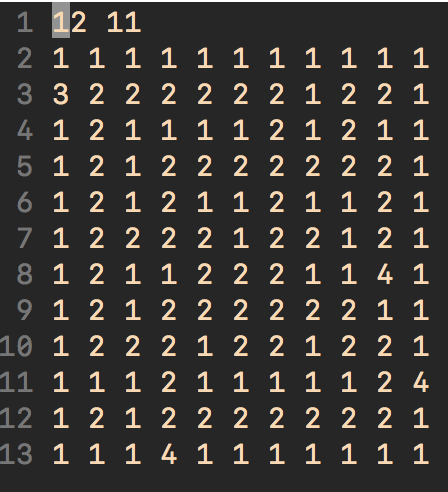 1 12 11
2 1 1 1 1 1 1 1 1 1 1 1
3 3 2 2 2 2 2 2 1 2 2 1
4 1 2 1 1 1 1 2 1 2 1 1
5 1 2 1 2 2 2 2 2 2 2 1
6 1 2 1 2 1 1 2 1 1 2 1
7 1 2 2 2 2 1 2 2 1 2 1
8 1 2 1 1 2 2 2 1 1 4 1
9 1 2 1 2 2 2 2 2 2 1 1
10 1 2 2 2 1 2 2 1 2 2 1
11 1 1 1 2 1 1 1 1 1 2 4
12 1 2 1 2 2 2 2 2 2 2 1
13 1 1 1 4 1 1 1 1 1 1 1